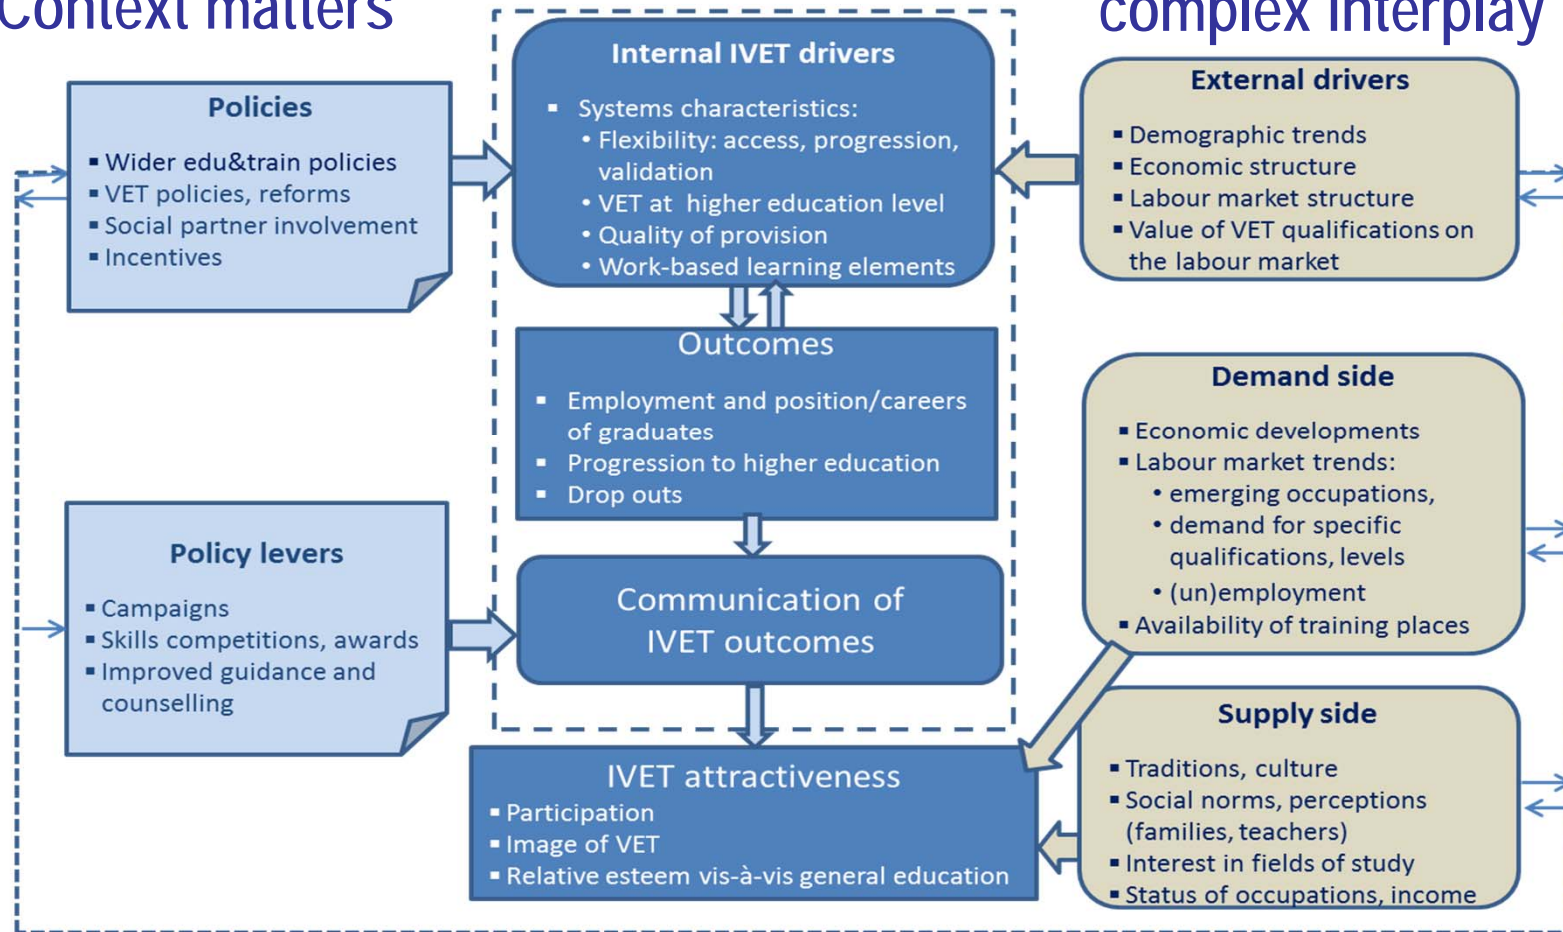 Context matters
complex interplay
Policies
▪ Wider edu&train policies
▪ VET policies, reforms
▪ Social partner involvement
▪ Incentives
Internal IVET drivers
▪ Systems characteristics:
• Flexibility: access, progression,
validation
• VET at higher education level
• Quality of provision
• Work-based learning elements
External drivers
▪ Demographic trends
▪ Economic structure
▪ Labour market structure
▪ Value of VET qualifications on
the labour market
Outcomes
▪ Employment and position/careers
of graduates
▪ Progression to higher education
▪ Drop outs
Demand side
▪ Economic developments
▪ Labour market trends:
• emerging occupations,
• demand for specific
qualifications, levels
• (un)employment
▪ Availability of training places
Policy levers
▪ Campaigns
▪ Skills competitions, awards
▪ Improved guidance and
counselling
Communication of
IVET outcomes
Supply side
▪ Traditions, culture
▪ Social norms, perceptions
(families, teachers)
▪ Interest in fields of study
▪ Status of occupations, income
IVET attractiveness
▪ Participation
▪ Image of VET
▪ Relative esteem vis-à-vis general education